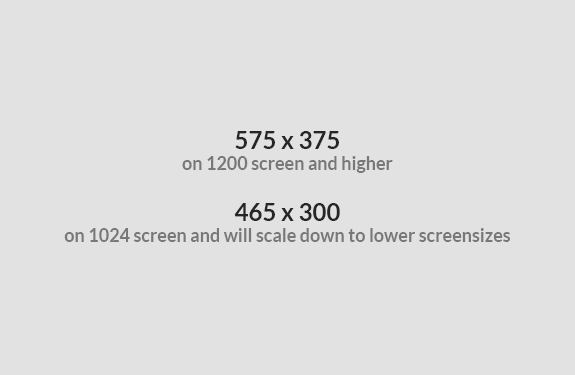 575 x 375
on 1200 screen and higher
465 x 300
on 1024 screen and will scale down to lower screensizes